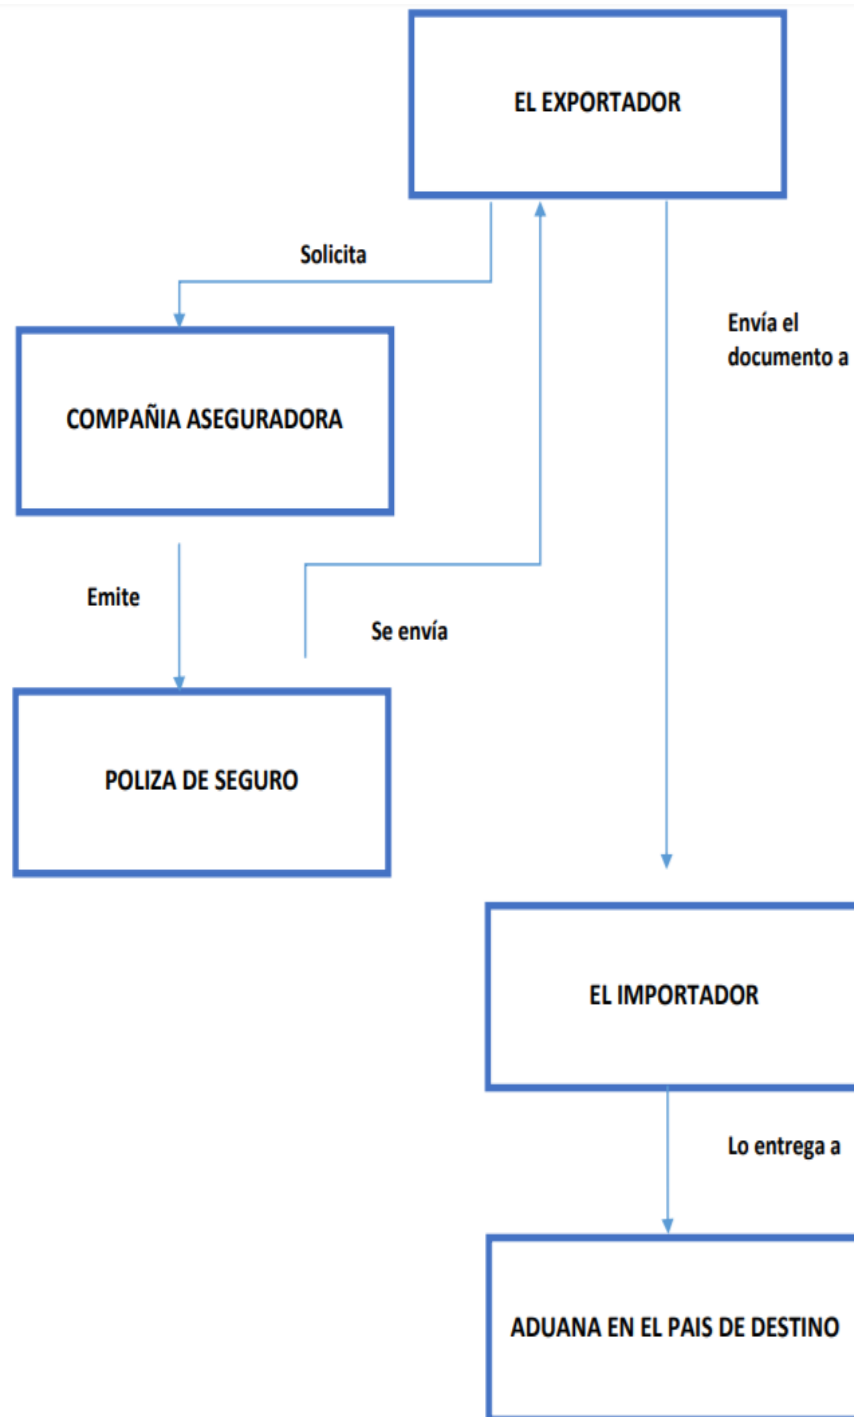 EL EXPORTADOR
Solicita
Envía el
documento a
COMPAÑIA ASEGURADORA
Emite
Se envía
POLIZA DE SEGURO
EL IMPORTADOR
Lo entrega a
ADUANA EN EL PAIS DE DESTINO